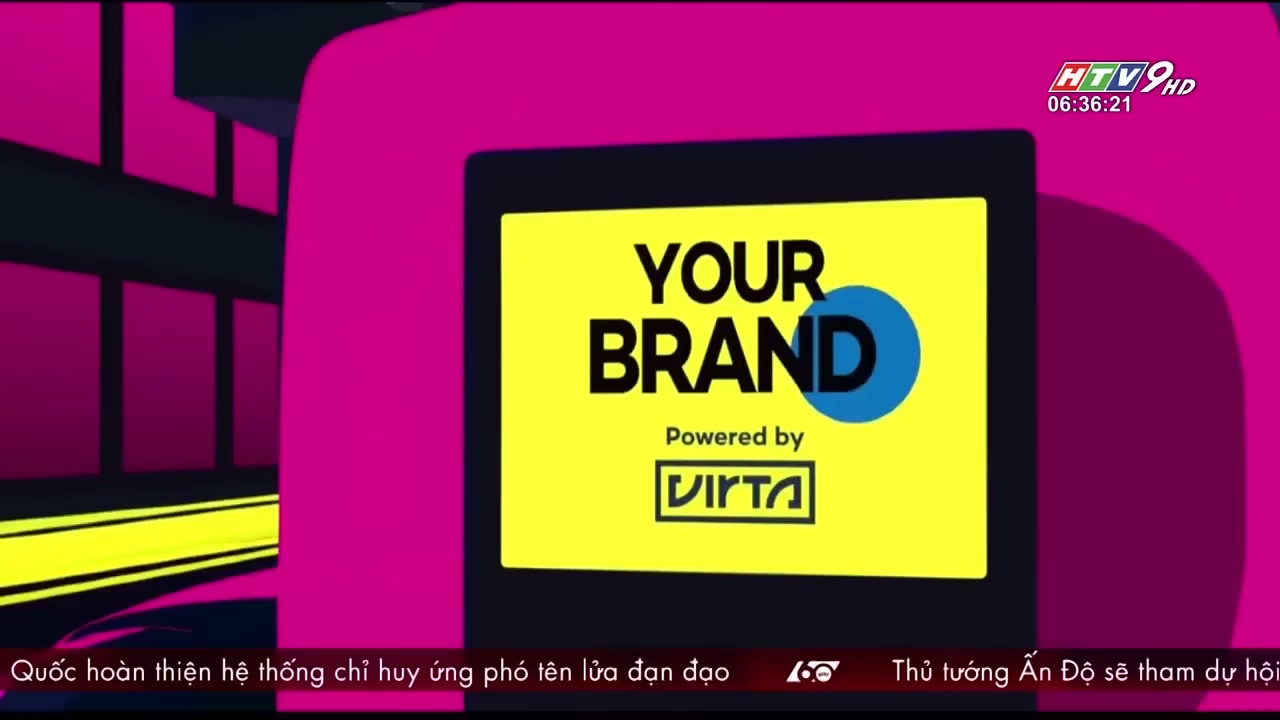 HTV9HD
06:36:21
YOUR
BRAND
Powered by
VIRTA
Quốc hoàn thiện hệ thống chỉ huy ứng phó tên lửa đạn đạo
60
Thủ tướng Ấn Độ sẽ tham dự hội